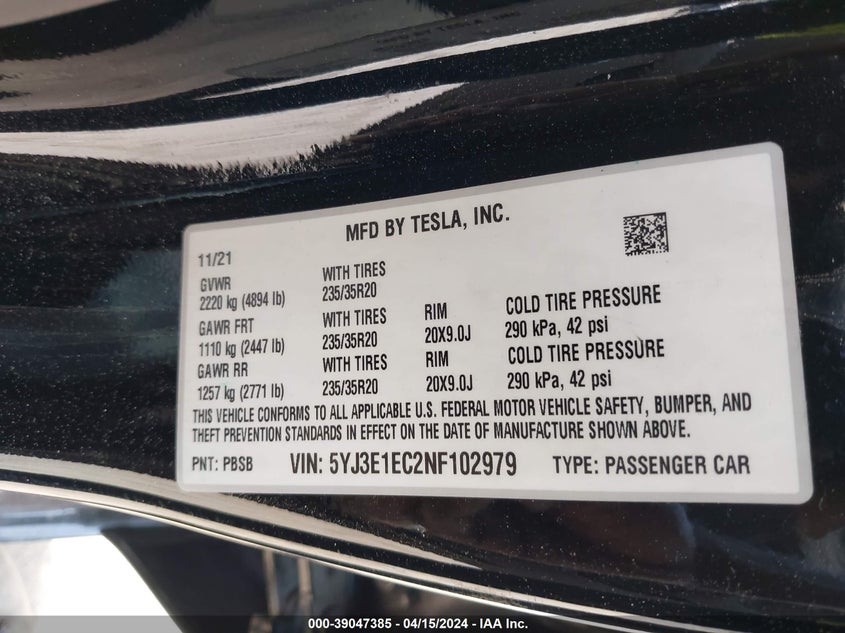 MFD BY TESLA, INC.
11/21
GVWR
2220 kg (4894 lb)
WITH TIRES
235/35R20
GAWR FRT
1110 kg (2447 lb)
WITH TIRES
235/35R20
RIM
20X9.0J
COLD TIRE PRESSURE
290 kPa, 42 psi
GAWR RR
1257 kg (2771 lb)
WITH TIRES
235/35R20
RIM
20X9.0J
COLD TIRE PRESSURE
290 kPa, 42 psi
THIS VEHICLE CONFORMS TO ALL APPLICABLE U.S. FEDERAL MOTOR VEHICLE SAFETY, BUMPER, AND
THEFT PREVENTION STANDARDS IN EFFECT ON THE DATE OF MANUFACTURE SHOWN ABOVE.
PNT: PBSB VIN: 5YJ3E1EC2NF102979 TYPE: PASSENGER CAR
000-39047385 - 04/15/2024 - IAA Inc.